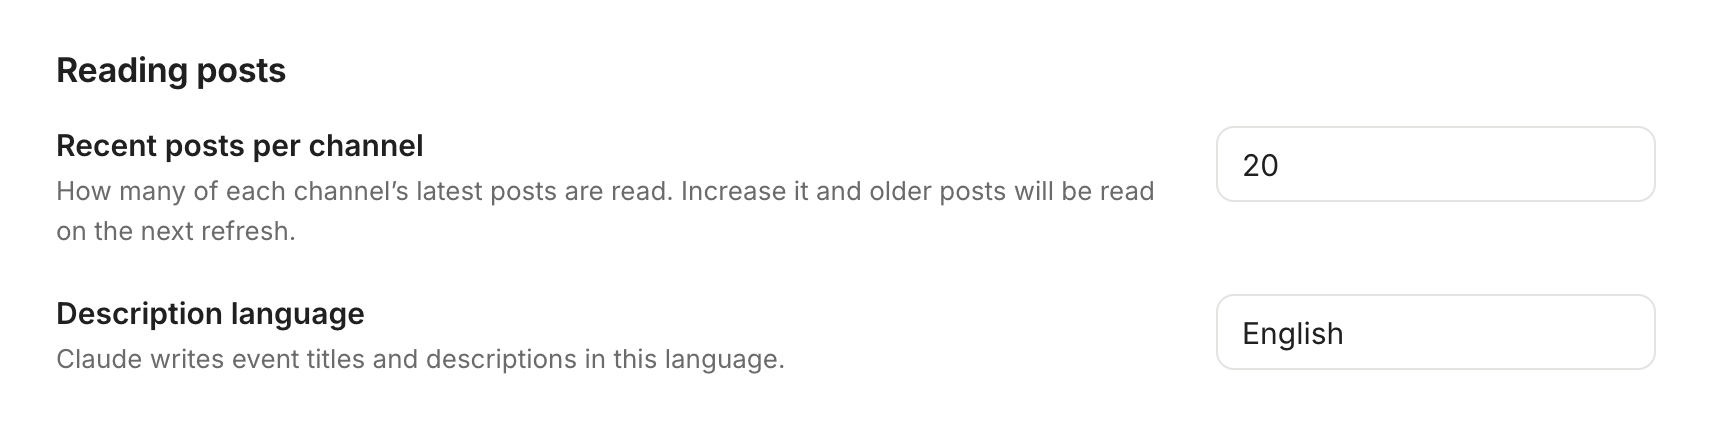 Reading posts
Recent posts per channel
20
How many of each channel’s latest posts are read. Increase it and older posts will be read
on the next refresh.
Description language
English
Claude writes event titles and descriptions in this language.